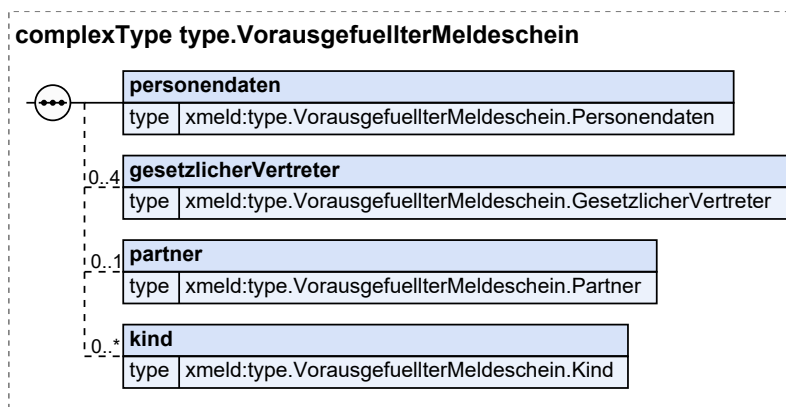 complexType type.VorausgefuellterMeldeschein
personendaten
type xmeld:type.VorausgefuellterMeldeschein.Personendaten
0..4 gesetzlicherVertreter
type xmeld:type.VorausgefuellterMeldeschein.GesetzlicherVertreter
0..1 partner
type xmeld:type.VorausgefuellterMeldeschein.Partner
0..* kind
type xmeld:type.VorausgefuellterMeldeschein.Kind